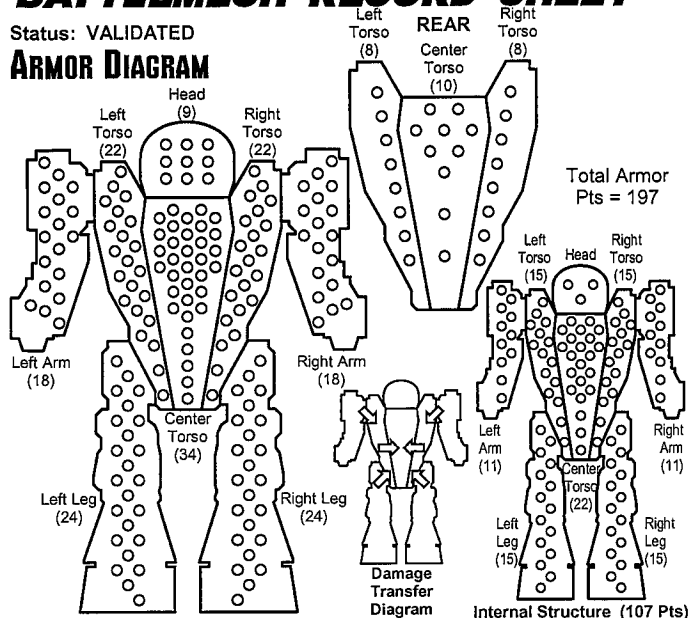 BATTLEMECH RECORD SHEET
Status: VALIDATED
ARMOR DIAGRAM
Head
(9)
Left
Torso
(22)
Right
Torso
(22)
Left Arm
(18)
Right Arm
(18)
Center
Torso
(34)
Left Leg
(24)
Right Leg
(24)
Left
Torso
(8)
REAR
Center
Torso
(10)
Right
Torso
(8)
Total Armor
Pts = 197
Left
Torso
(15)
Head
Right
Torso
(15)
Left
Arm
(11)
Right
Arm
(11)
Center
Torso
(22)
Left
Leg
(15)
Right
Leg
(15)
Damage
Transfer
Diagram
Internal Structure (107 Pts)